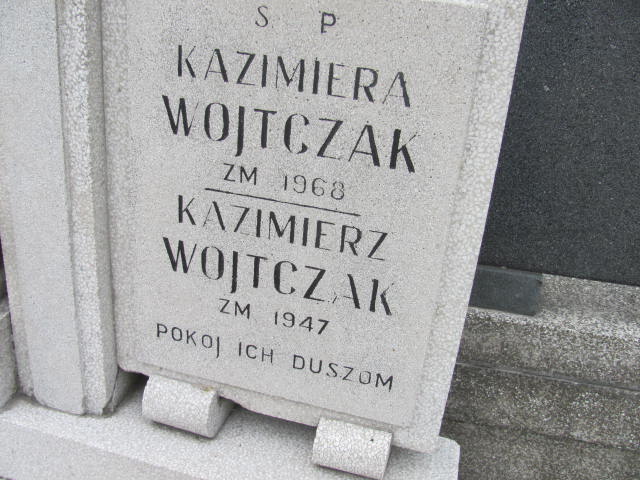 S P
KAZIMIERA
WOJTCZAK
ZM 1968
KAZIMIERZ
WOJTCZAK
ZM 1947
POKOJ ICH DUSZOM